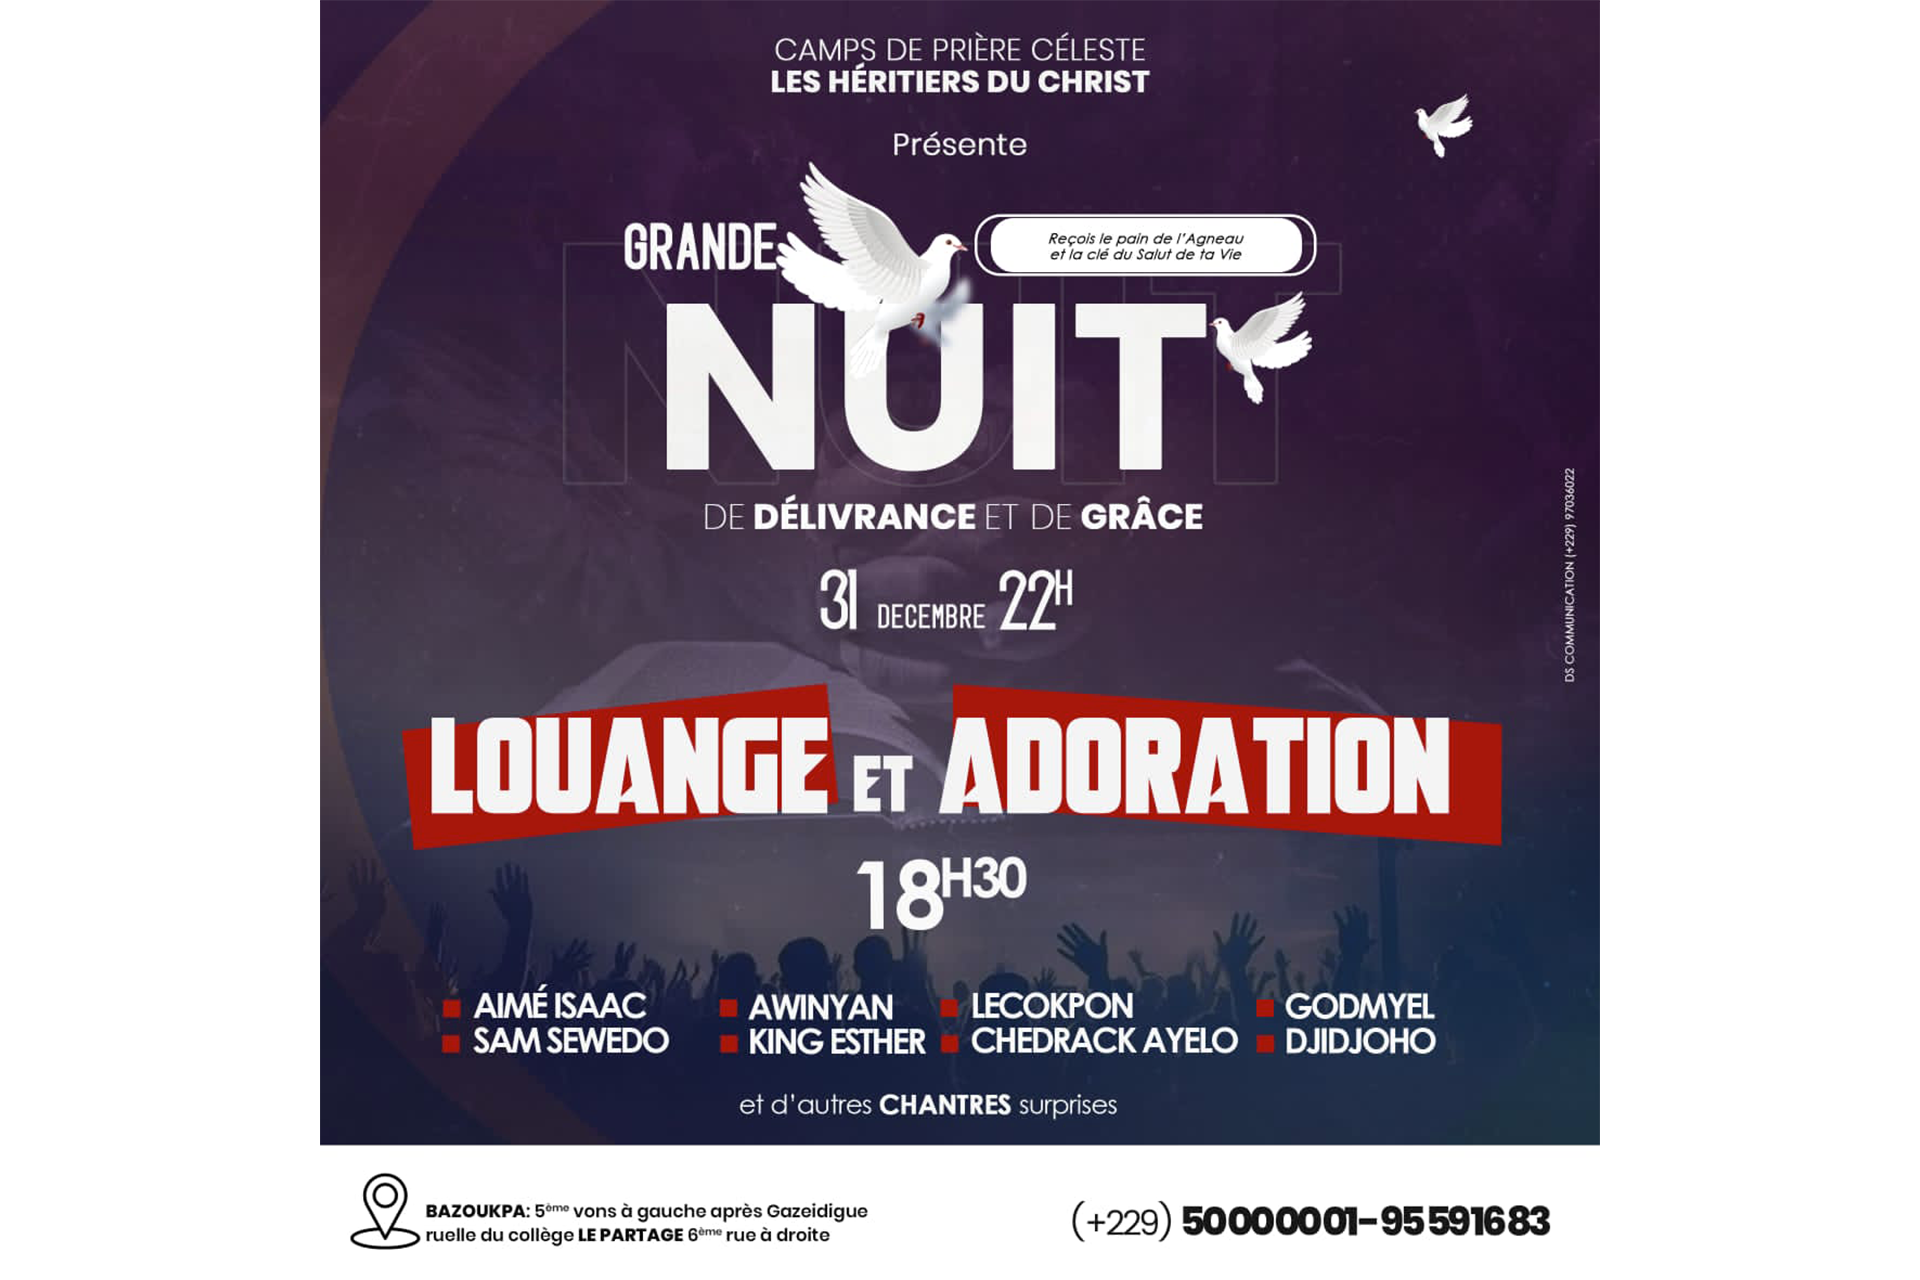 CAMPS DE PRIÈRE CÉLESTE
LES HÉRITIERS DU CHRIST
Présente
GRANDE
Reçois le pain de l'Agneau
et la clé du Salut de ta Vie
NUIT
DE DÉLIVRANCE ET DE GRÂCE
31 DECEMBRE 22H
DS COMMUNICATION (+229) 97036022
LOUANGE ET ADORATION
18H30
AIMÉ ISAAC AWINYAN LECOKPON GODMYEL
SAM SEWEDO KING ESTHER CHEDRACK AYELO DJIDJOHO
et d'autres CHANTRES surprises
BAZOUKPA: 5ème vons à gauche après Gazeidigue
ruelle du collège LE PARTAGE 6ème rue à droite
(+229) 50000001-95591683